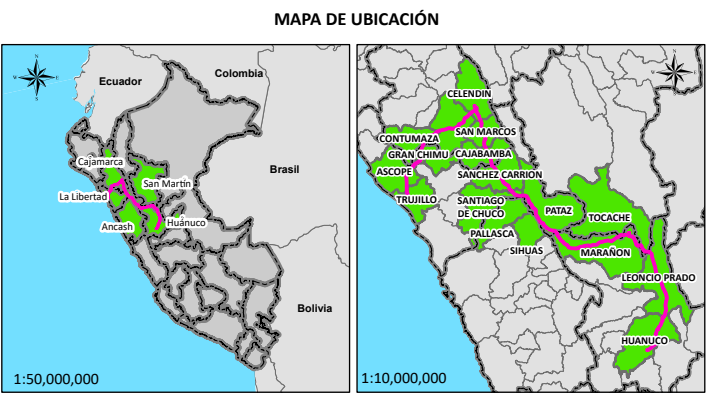 MAPA DE UBICACIÓN
N
W
E
S
Ecuador
Colombia
Brasil
Bolivia
Cajamarca
San Martín
La Libertad
Huánuco
Ancash
1:50,000,000
CELENDIN
CONTUMAZA
SAN MARCOS
GRAN CHIMU
CAJABAMBA
ASCOPE
SANCHEZ CARRION
TRUJILLO
SANTIAGO
DE CHUCO
PATAZ
TOCACHE
PALLASCA
SIHUAS
MARAÑON
LEONCIO PRADO
HUANUCO
1:10,000,000